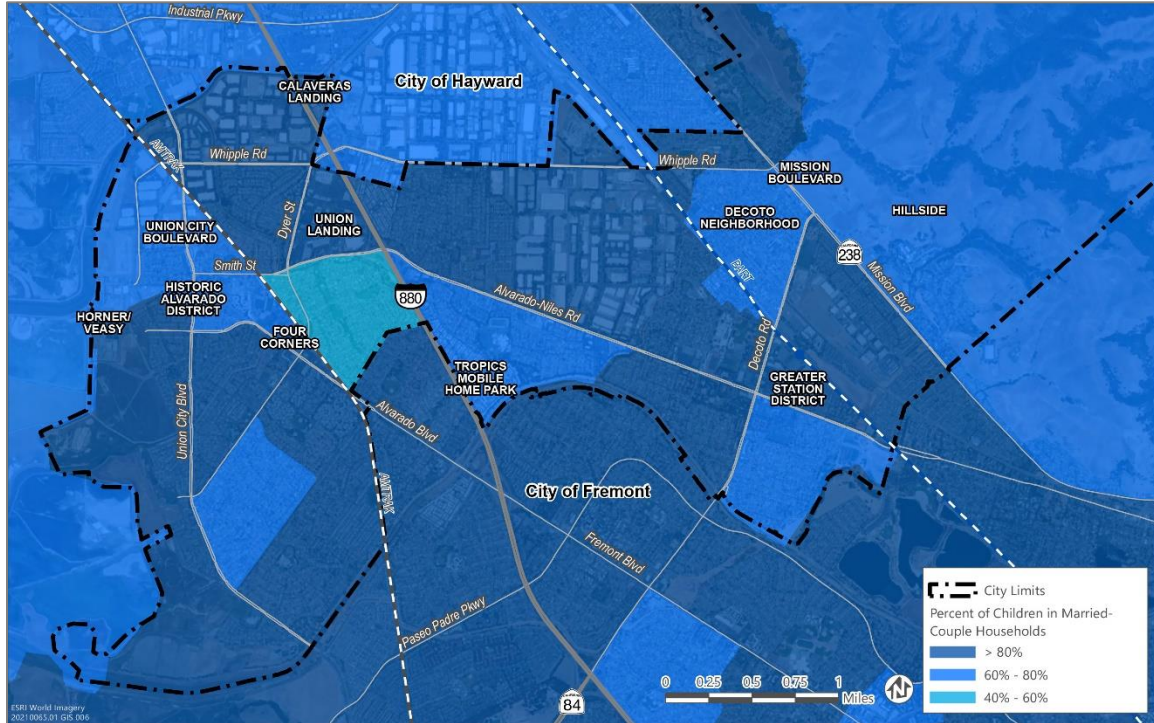 Industrial Pkwy
City of Hayward
CALAVERAS
LANDING
AMTRAK
Whipple Rd
Whipple Rd
MISSION
BOULEVARD
DECOTO
NEIGHBORHOOD
HILLSIDE
UNION CITY
BOULEVARD
Dyer St
UNION
LANDING
CALIFORNIA
238
Mission Blvd
Smith St
BART
HISTORIC
ALVARADO
DISTRICT
880
Alvarado-Niles Rd
HORNER/
VEASY
FOUR
CORNERS
Decoto Rd
TROPICS
MOBILE
HOME PARK
GREATER
STATION
DISTRICT
Union City Blvd
Alvarado Blvd
AMTRAK
City of Fremont
Fremont Blvd
Paseo Padre Pkwy
City Limits
Percent of Children in Married-
Couple Households
> 80%
60% - 80%
40% - 60%
0 0.25 0.5 0.75 1
Miles
N
CALIFORNIA
84
ESRI World Imagery
20210065.01 GIS 006